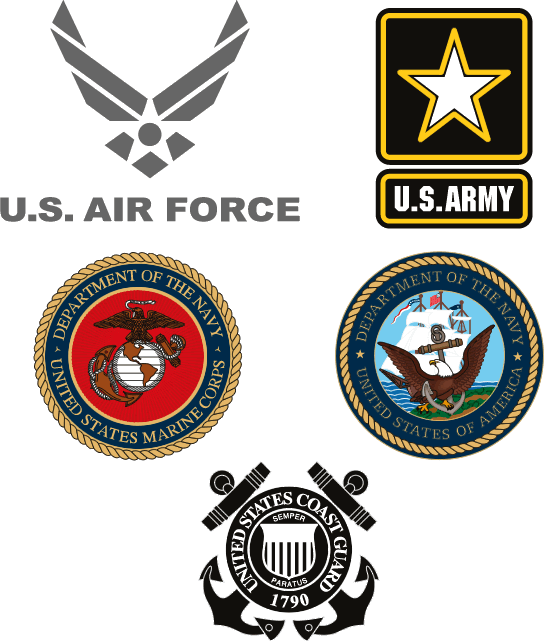 U.S. AIR FORCE
U.S.ARMY
DEPARTMENT OF THE NAVY
UNITED STATES MARINE CORPS
DEPARTMENT OF THE NAVY
UNITED STATES OF AMERICA
UNITED STATES COAST GUARD
SEMPER
PARATUS
1790